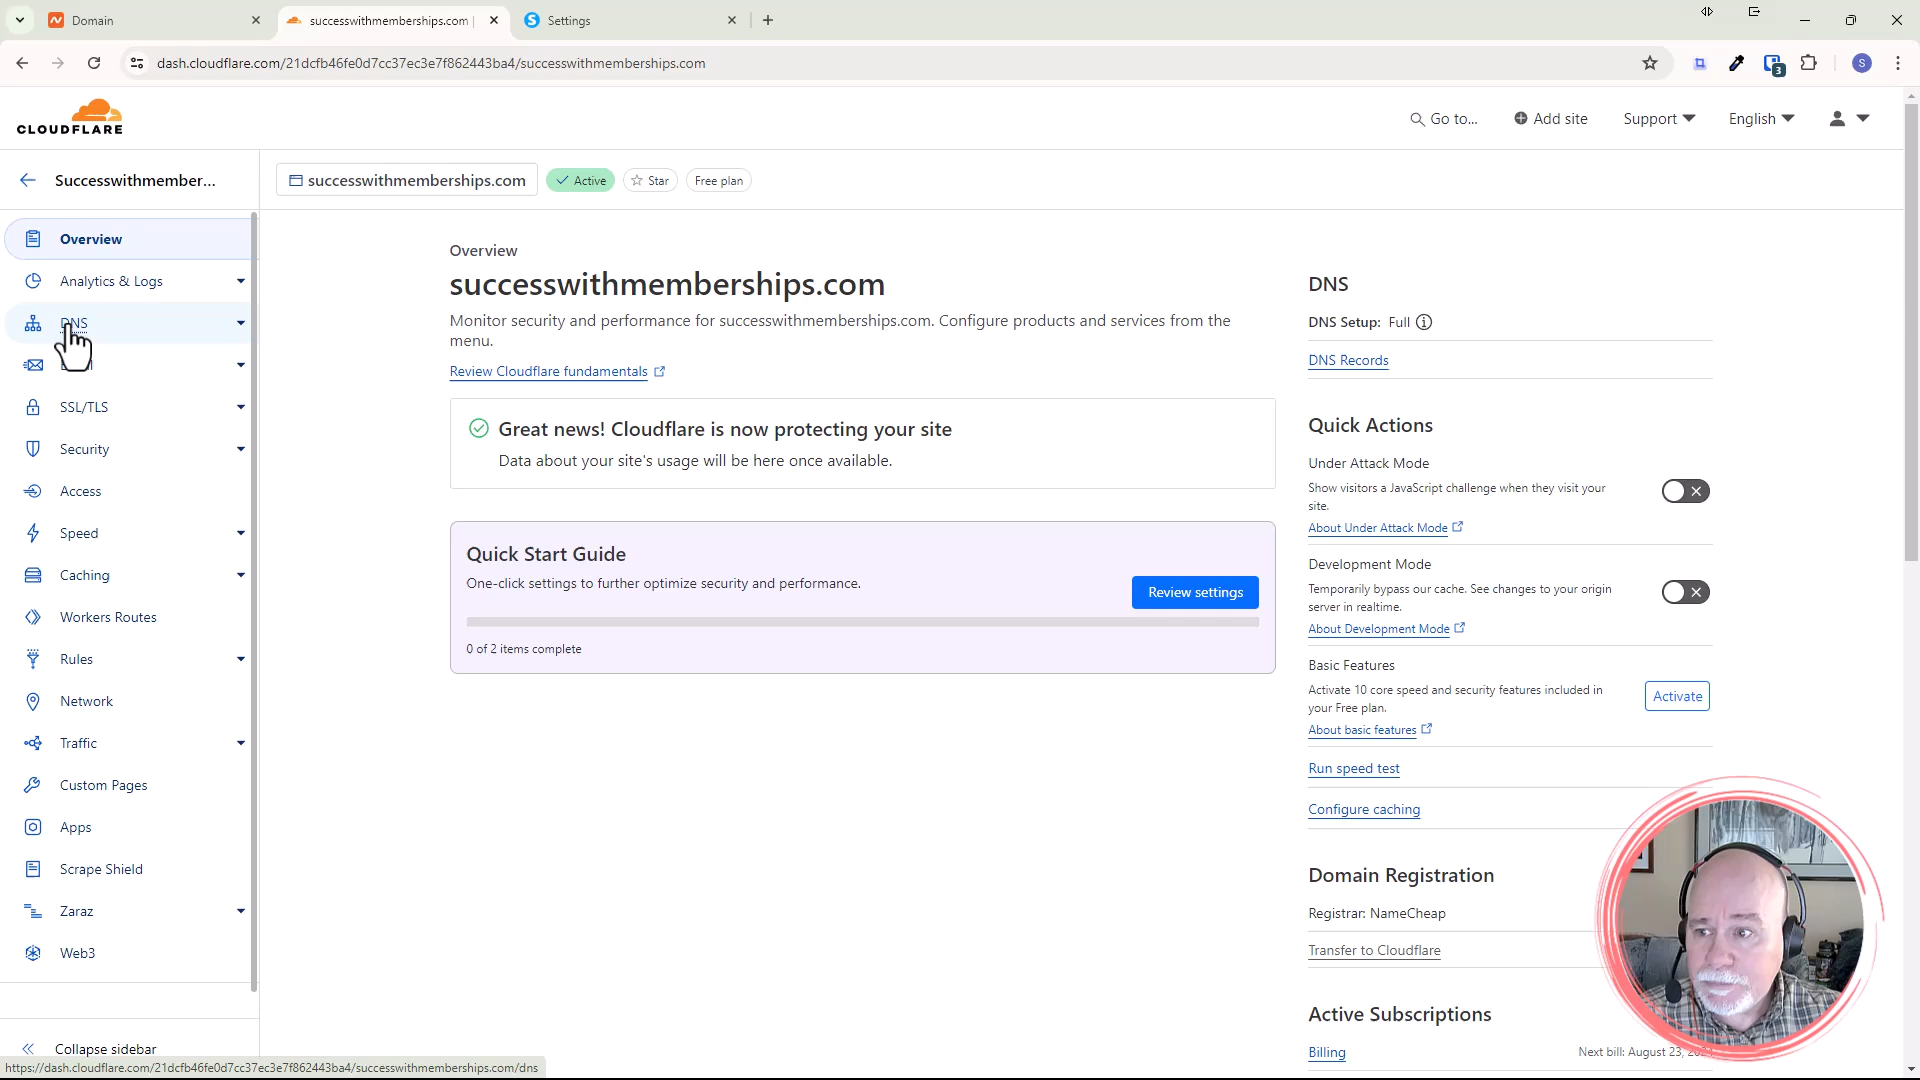 Domain
successwithmemberships.com
Settings
dash.cloudflare.com/21dcfb46fe0d7cc37ec3e7f862443ba4/successwithmemberships.com
3
S
CLOUDFLARE
Go to...
Add site
Support
English
Successwithmember...
successwithmemberships.com
Active
Star
Free plan
Overview
Analytics & Logs
DNS
SSL/TLS
Security
Access
Speed
Caching
Workers Routes
Rules
Network
Traffic
Custom Pages
Apps
Scrape Shield
Zaraz
Web3
Collapse sidebar
https://dash.cloudflare.com/21dcfb46fe0d7cc37ec3e7f862443ba4/successwithmemberships.com/dns
Overview
successwithmemberships.com
Monitor security and performance for successwithmemberships.com. Configure products and services from the
menu.
Review Cloudflare fundamentals
Great news! Cloudflare is now protecting your site
Data about your site's usage will be here once available.
Quick Start Guide
One-click settings to further optimize security and performance.
Review settings
0 of 2 items complete
DNS
DNS Setup: Full
DNS Records
Quick Actions
Under Attack Mode
Show visitors a JavaScript challenge when they visit your
site.
About Under Attack Mode
Development Mode
Temporarily bypass our cache. See changes to your origin
server in realtime.
About Development Mode
Basic Features
Activate 10 core speed and security features included in
your Free plan.
Activate
About basic features
Run speed test
Configure caching
Domain Registration
Registrar: NameCheap
Transfer to Cloudflare
Active Subscriptions
Billing
Next bill: August 23,